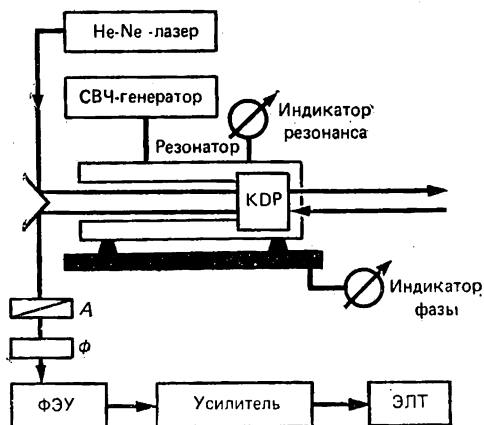 He-Ne-лазер
СВЧ-генератор
Индикатор
резонанса
Резонатор
KDP
Индикатор
фазы
А
Ф
ФЭУ
Усилитель
ЭЛТ